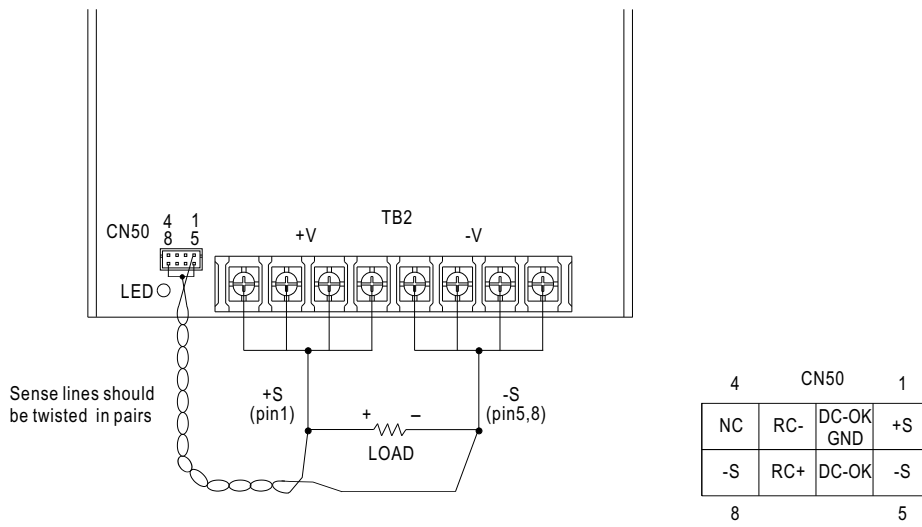 TB2
CN50
4 1
8 5
+V -V
LED
Sense lines should
be twisted in pairs
+S
(pin1)
-S
(pin5,8)
+ –
LOAD
4 CN50 1
NC RC- DC-OK
GND +S
-S RC+ DC-OK -S
8 5